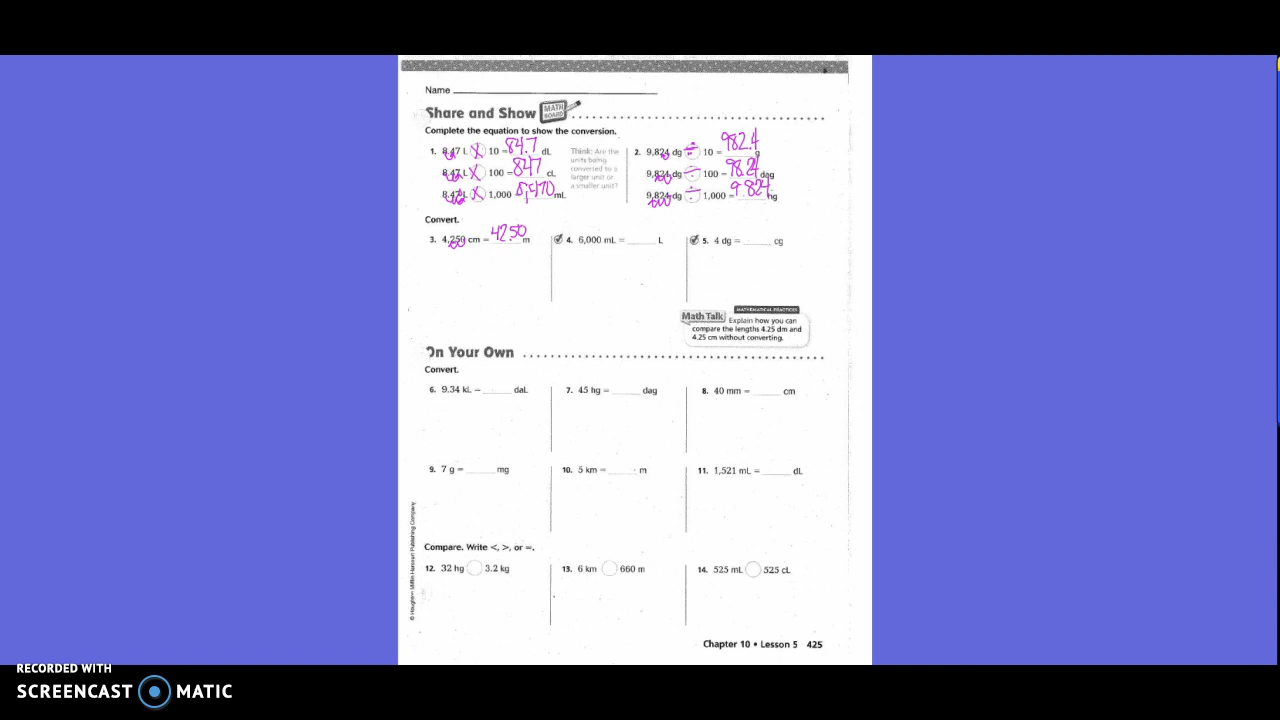 Name
Share and Show MATH BOARD
Complete the equation to show the conversion.
1. 8.47 L X 10 = 84.7 dL
8.47 L X 100 = 847 cL
8.47 L X 1,000 8,470 mL
Think: Are the
units being
converted to a
larger unit or
a smaller unit?
2. 9,824 dg ÷ 10 = 982.4 g
9,824 dg ÷ 100 = 98.24 dag
9,824 dg ÷ 1,000 = 9.824 hg
Convert.
3. 4,250 cm = 42.50 m
4. 6,000 mL = L
5. 4 dg = cg
MATHEMATICAL PRACTICES
Math Talk Explain how you can
compare the lengths 4.25 dm and
4.25 cm without converting.
On Your Own
Convert.
6. 9.34 kL = daL
7. 45 hg = dag
8. 40 mm = cm
9. 7 g = mg
10. 5 km = m
11. 1,521 mL = dL
Compare. Write <, >, or =.
12. 32 hg 3.2 kg
13. 6 km 660 m
14. 525 mL 525 cL
© Houghton Mifflin Harcourt Publishing Company
Chapter 10 • Lesson 5 425
RECORDED WITH
SCREENCAST MATIC